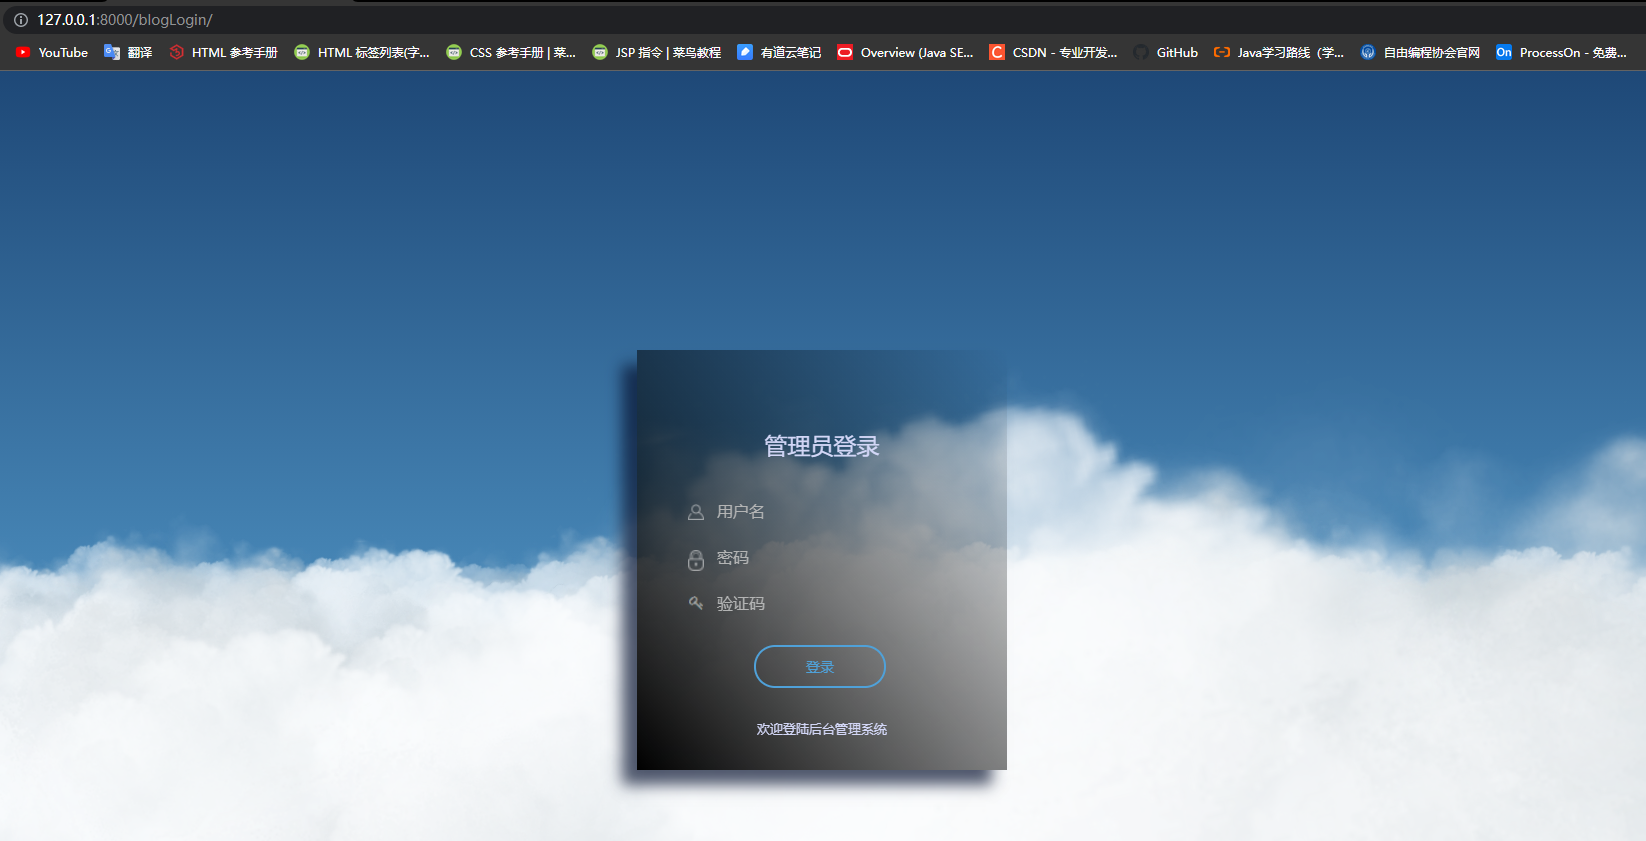 127.0.0.1:8000/blogLogin/
YouTube 翻译 HTML 参考手册 HTML 标签列表(字... CSS 参考手册 | 菜... JSP 指令 | 菜鸟教程 有道云笔记 Overview (Java SE... CSDN - 专业开发... GitHub Java学习路线（学... 自由编程协会官网 On ProcessOn - 免费...
管理员登录
用户名
密码
验证码
登录
欢迎登陆后台管理系统